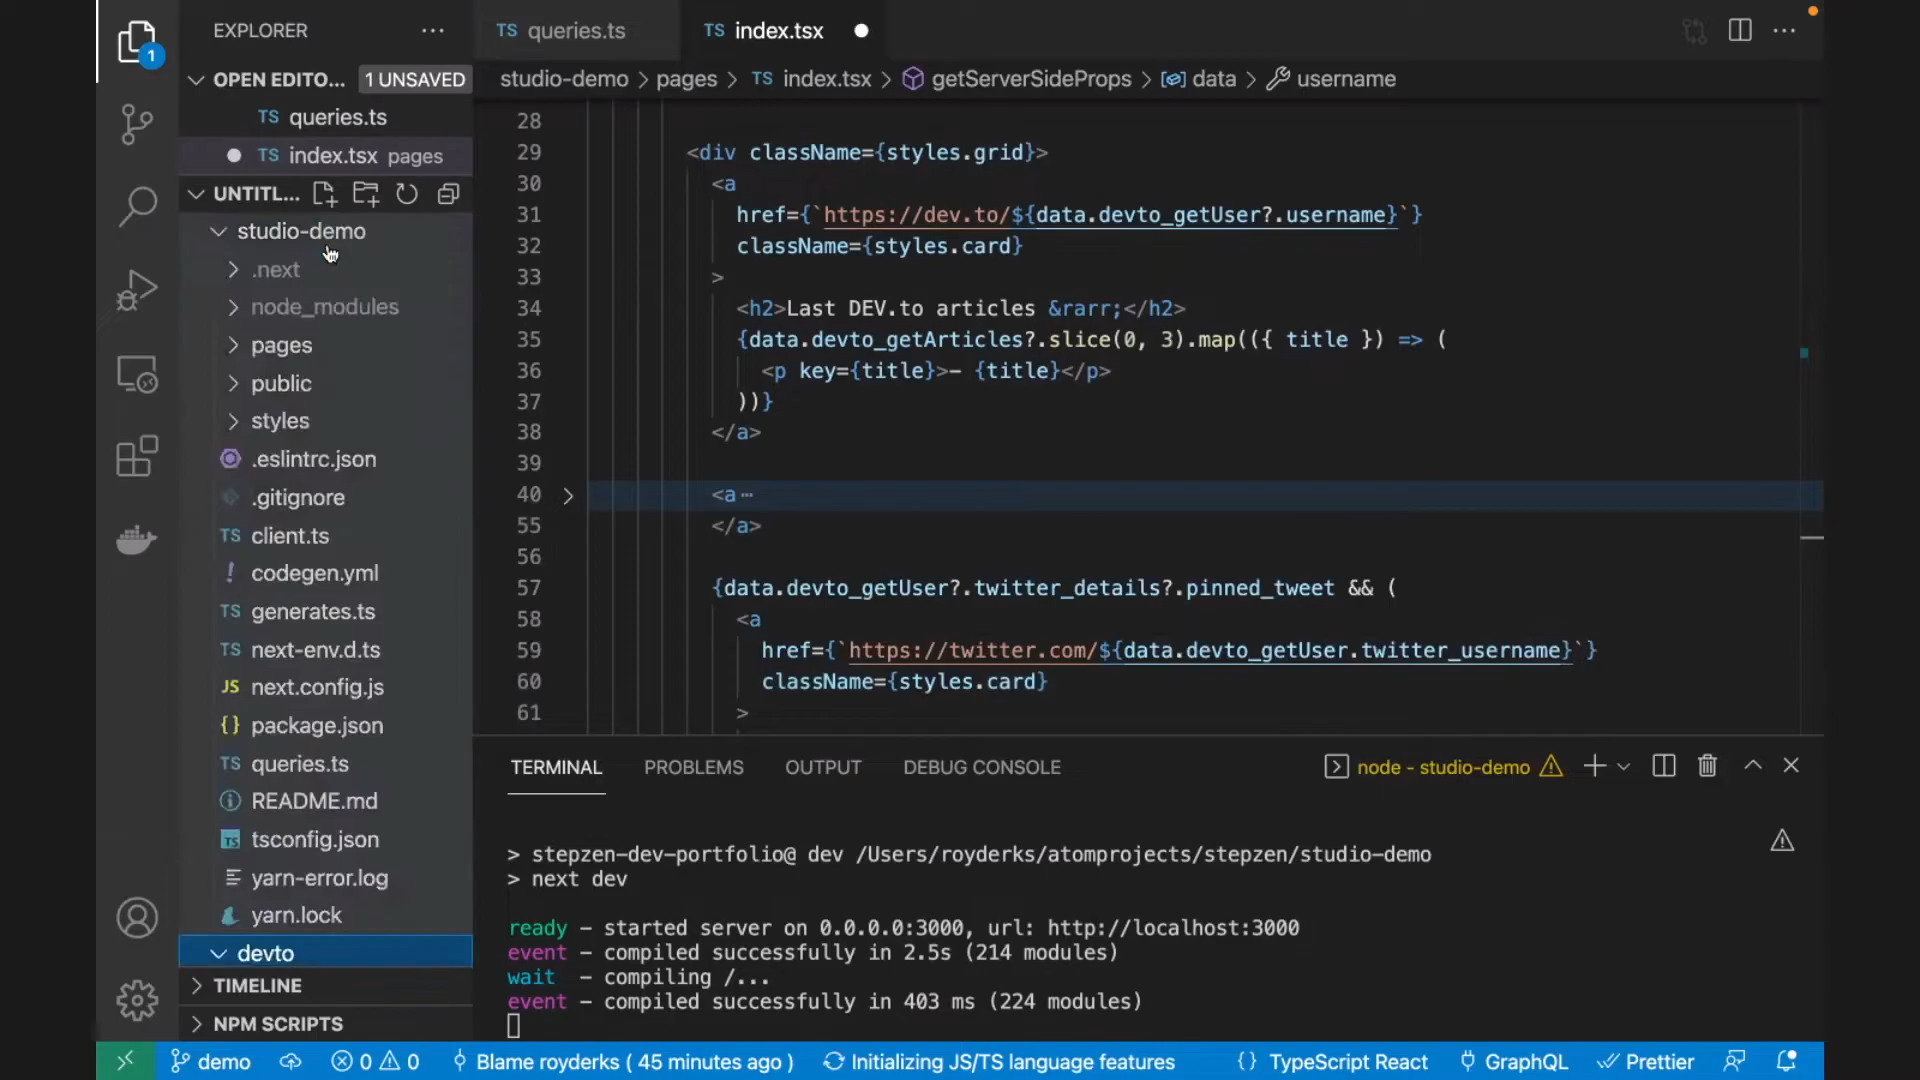 EXPLORER
TS queries.ts
TS index.tsx
1
OPEN EDITO... 1 UNSAVED
studio-demo > pages > TS index.tsx > getServerSideProps > data > username
TS queries.ts
TS index.tsx pages
UNTITL...
studio-demo
.next
node_modules
pages
public
styles
.eslintrc.json
.gitignore
TS client.ts
! codegen.yml
TS generates.ts
TS next-env.d.ts
JS next.config.js
{} package.json
TS queries.ts
README.md
TS tsconfig.json
yarn-error.log
yarn.lock
devto
TIMELINE
NPM SCRIPTS
28
29 <div className={styles.grid}>
30 <a
31 href={`https://dev.to/${data.devto_getUser?.username}`}
32 className={styles.card}
33 >
34 <h2>Last DEV.to articles &rarr;</h2>
35 {data.devto_getArticles?.slice(0, 3).map(({ title }) => (
36 <p key={title}>- {title}</p>
37 ))}
38 </a>
39
40 <a ...
55 </a>
56
57 {data.devto_getUser?.twitter_details?.pinned_tweet && (
58 <a
59 href={`https://twitter.com/${data.devto_getUser.twitter_username}`}
60 className={styles.card}
61 >
TERMINAL PROBLEMS OUTPUT DEBUG CONSOLE node - studio-demo
> stepzen-dev-portfolio@ dev /Users/royderks/atomprojects/stepzen/studio-demo
> next dev
ready - started server on 0.0.0.0:3000, url: http://localhost:3000
event - compiled successfully in 2.5s (214 modules)
wait - compiling /...
event - compiled successfully in 403 ms (224 modules)
demo 0 0 Blame royderks ( 45 minutes ago ) Initializing JS/TS language features {} TypeScript React GraphQL Prettier